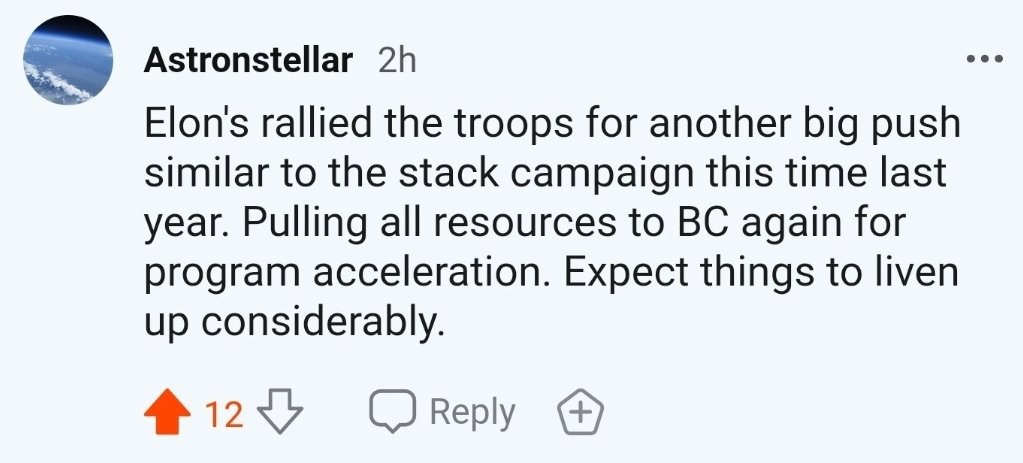 Astronstellar 2h
Elon's rallied the troops for another big push
similar to the stack campaign this time last
year. Pulling all resources to BC again for
program acceleration. Expect things to liven
up considerably.
12 Reply